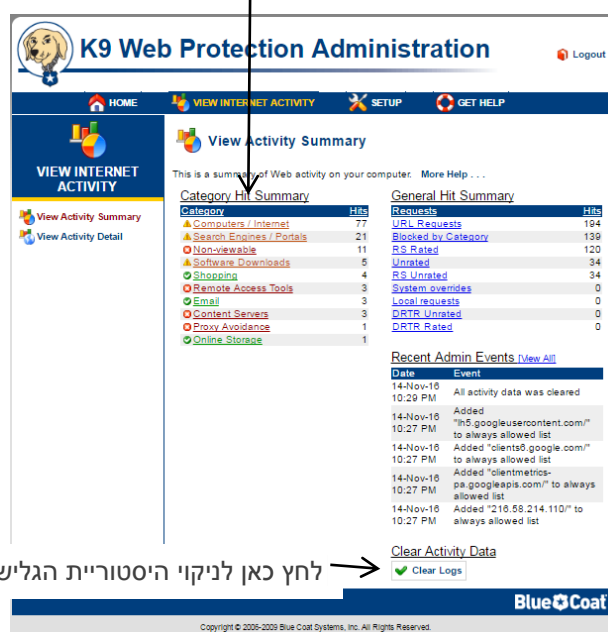 K9 Web Protection Administration
Logout
HOME
VIEW INTERNET ACTIVITY
SETUP
GET HELP
VIEW INTERNET
ACTIVITY
View Activity Summary
View Activity Detail
View Activity Summary
This is a summary of Web activity on your computer. More Help . . .
Category Hit Summary
Category Hits
Computers / Internet 77
Search Engines / Portals 21
Non-viewable 11
Software Downloads 5
Shopping 4
Remote Access Tools 3
Email 3
Content Servers 3
Proxy Avoidance 1
Online Storage 1
General Hit Summary
Requests Hits
URL Requests 194
Blocked by Category 139
RS Rated 120
Unrated 34
RS Unrated 34
System overrides 0
Local requests 0
DRTR Unrated 0
DRTR Rated 0
Recent Admin Events [View All]
Date Event
14-Nov-16
10:29 PM
All activity data was cleared
14-Nov-16
10:27 PM
Added
"lh5.googleusercontent.com/"
to always allowed list
14-Nov-16
10:27 PM
Added "clients6.google.com/"
to always allowed list
14-Nov-16
10:27 PM
Added "clientmetrics-
pa.googleapis.com/" to always
allowed list
14-Nov-16
10:27 PM
Added "216.58.214.110/" to
always allowed list
Clear Activity Data
Clear Logs
לחץ כאן לניקוי היסטוריית הגליש
Blue Coat
Copyright © 2006-2009 Blue Coat Systems, Inc. All Rights Reserved.